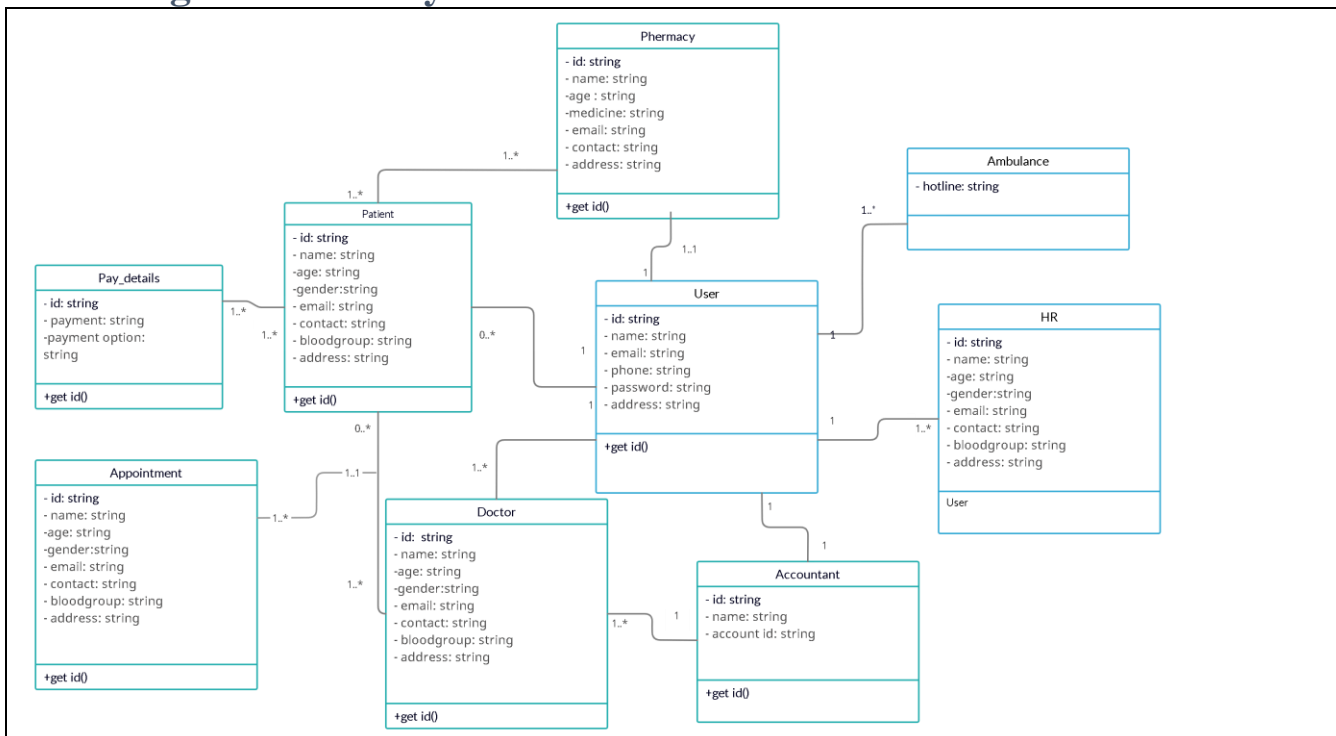 Phermacy
- id: string
- name: string
-age : string
-medicine: string
- email: string
- contact: string
- address: string
+get id()
Ambulance
- hotline: string
1..*
1..*
1..*
Patient
- id: string
- name: string
-age: string
-gender:string
- email: string
- contact: string
- bloodgroup: string
- address: string
+get id()
1..1
1
Pay_details
- id: string
- payment: string
-payment option:
string
+get id()
1..*
1..*
User
- id: string
- name: string
- email: string
- phone: string
- password: string
- address: string
+get id()
0..*
1
1
1
HR
- id: string
- name: string
-age: string
-gender:string
- email: string
- contact: string
- bloodgroup: string
- address: string
User
1
1..*
0..*
1..1
1..*
1..*
1..*
Appointment
- id: string
- name: string
-age: string
-gender:string
- email: string
- contact: string
- bloodgroup: string
- address: string
+get id()
Doctor
- id: string
- name: string
-age: string
-gender:string
- email: string
- contact: string
- bloodgroup: string
- address: string
+get id()
1
1
1..*
1
Accountant
- id: string
- name: string
- account id: string
+get id()